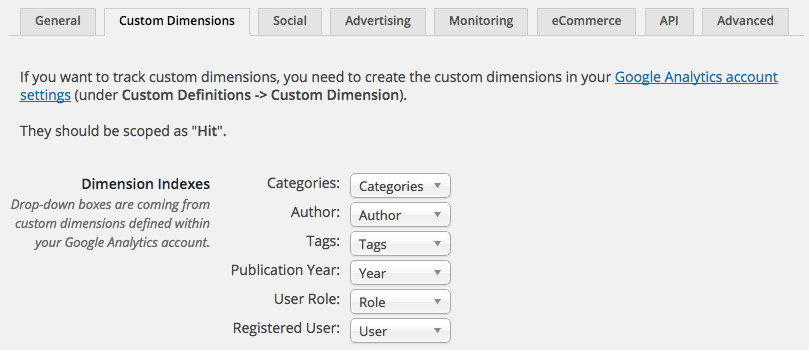 General Custom Dimensions Social Advertising Monitoring eCommerce API Advanced
If you want to track custom dimensions, you need to create the custom dimensions in your Google Analytics account
settings (under Custom Definitions -> Custom Dimension).
They should be scoped as "Hit".
Dimension Indexes
Drop-down boxes are coming from
custom dimensions defined within
your Google Analytics account.
Categories: Categories
Author: Author
Tags: Tags
Publication Year: Year
User Role: Role
Registered User: User